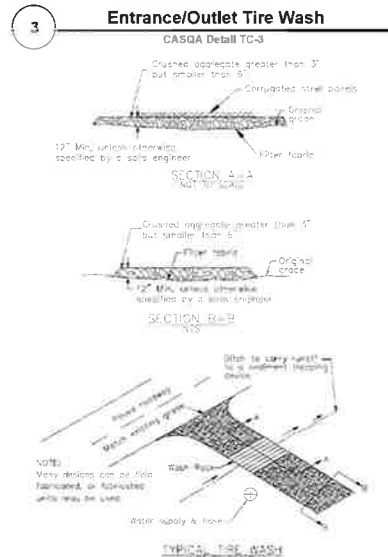 3
Entrance/Outlet Tire Wash
CASQA Detail TC-3
Crushed aggregate greater than 3"
but smaller than 6"
Corrugated steel panels
Original
grade
12" Min, unless otherwise
specified by a soils engineer
Filter fabric
SECTION A-A
NOT TO SCALE
Crushed aggregate greater than 3"
but smaller than 6"
Filter fabric
Original
grade
12" Min, unless otherwise
specified by a soils engineer
SECTION B-B
NTS
Ditch to carry runoff
to a sediment trapping
device
Paved roadway
Match existing grade
Wash Rack
NOTE:
Many designs can be field
fabricated, or fabricated
units may be used.
Water supply & hose
TYPICAL TIRE WASH